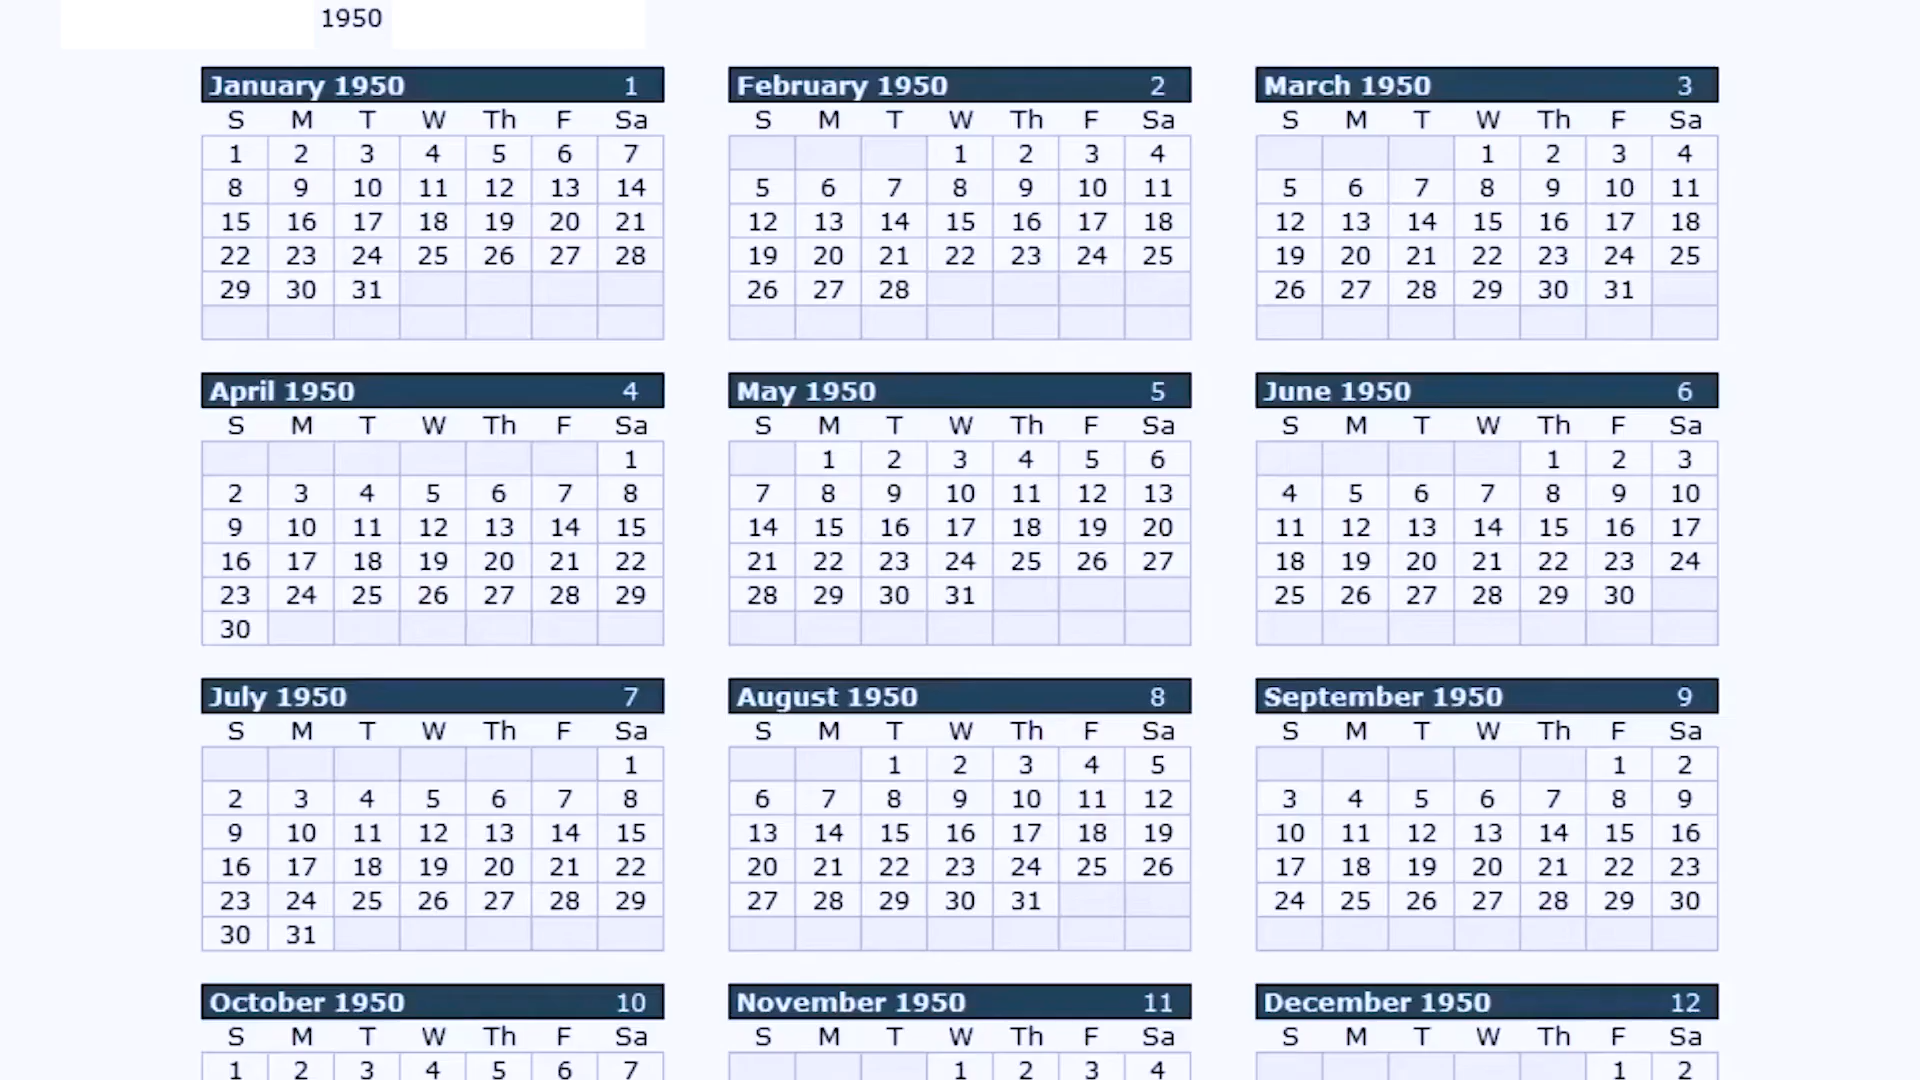 1950
January 1950 1 February 1950 2 March 1950 3
S M T W Th F Sa S M T W Th F Sa S M T W Th F Sa
1 2 3 4 5 6 7 1 2 3 4 1 2 3 4
8 9 10 11 12 13 14 5 6 7 8 9 10 11 5 6 7 8 9 10 11
15 16 17 18 19 20 21 12 13 14 15 16 17 18 12 13 14 15 16 17 18
22 23 24 25 26 27 28 19 20 21 22 23 24 25 19 20 21 22 23 24 25
29 30 31 26 27 28 26 27 28 29 30 31
April 1950 4 May 1950 5 June 1950 6
S M T W Th F Sa S M T W Th F Sa S M T W Th F Sa
1 1 2 3 4 5 6 1 2 3
2 3 4 5 6 7 8 7 8 9 10 11 12 13 4 5 6 7 8 9 10
9 10 11 12 13 14 15 14 15 16 17 18 19 20 11 12 13 14 15 16 17
16 17 18 19 20 21 22 21 22 23 24 25 26 27 18 19 20 21 22 23 24
23 24 25 26 27 28 29 28 29 30 31 25 26 27 28 29 30
30
July 1950 7 August 1950 8 September 1950 9
S M T W Th F Sa S M T W Th F Sa S M T W Th F Sa
1 1 2 3 4 5 1 2
2 3 4 5 6 7 8 6 7 8 9 10 11 12 3 4 5 6 7 8 9
9 10 11 12 13 14 15 13 14 15 16 17 18 19 10 11 12 13 14 15 16
16 17 18 19 20 21 22 20 21 22 23 24 25 26 17 18 19 20 21 22 23
23 24 25 26 27 28 29 27 28 29 30 31 24 25 26 27 28 29 30
30 31
October 1950 10 November 1950 11 December 1950 12
S M T W Th F Sa S M T W Th F Sa S M T W Th F Sa
1 2 3 4 5 6 7 1 2 3 4 1 2